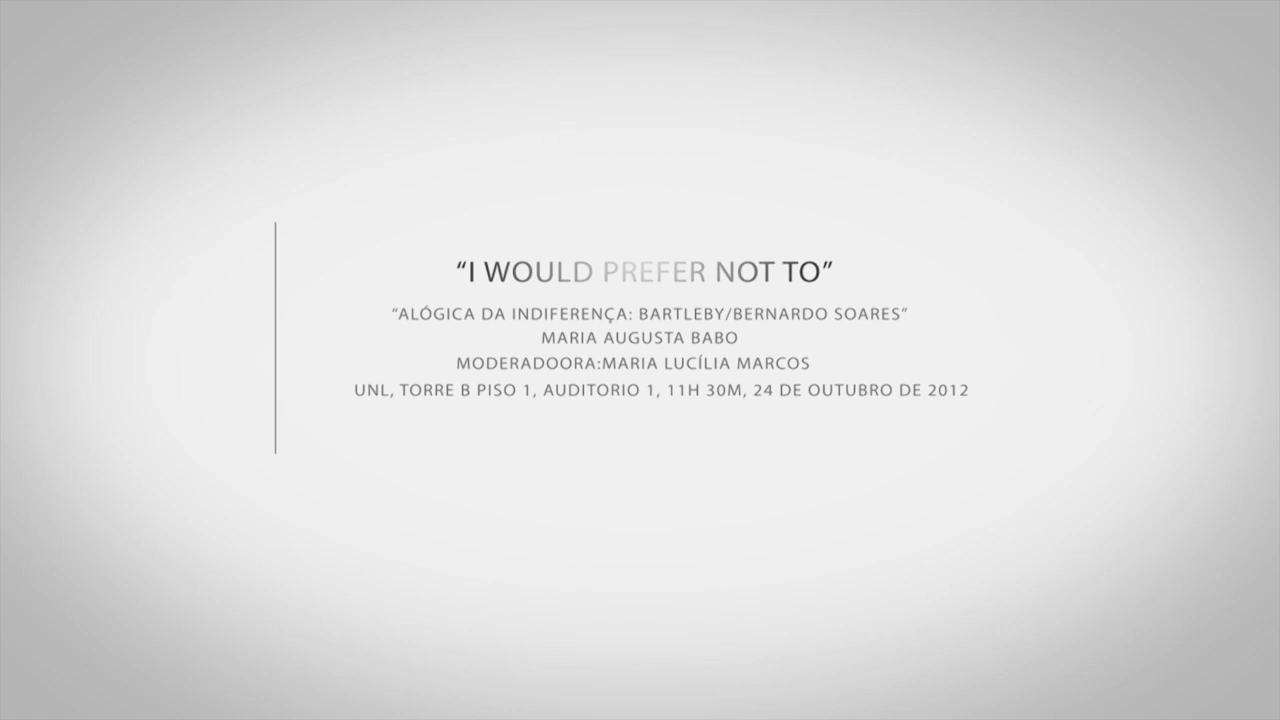 “I WOULD PREFER NOT TO”
“ALÓGICA DA INDIFERENÇA: BARTLEBY/BERNARDO SOARES”
MARIA AUGUSTA BABO
MODERADOORA:MARIA LUCÍLIA MARCOS
UNL, TORRE B PISO 1, AUDITORIO 1, 11H 30M, 24 DE OUTUBRO DE 2012